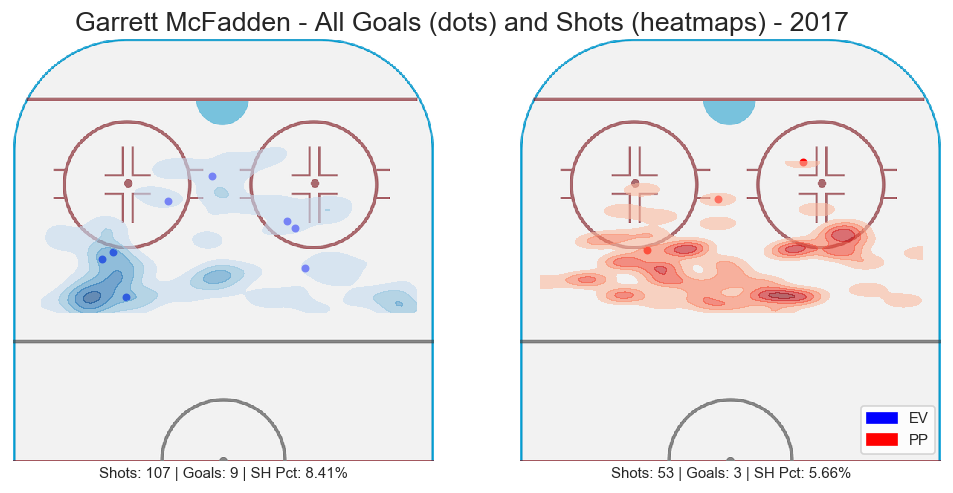 Garrett McFadden - All Goals (dots) and Shots (heatmaps) - 2017
EV
PP
Shots: 107 | Goals: 9 | SH Pct: 8.41%
Shots: 53 | Goals: 3 | SH Pct: 5.66%